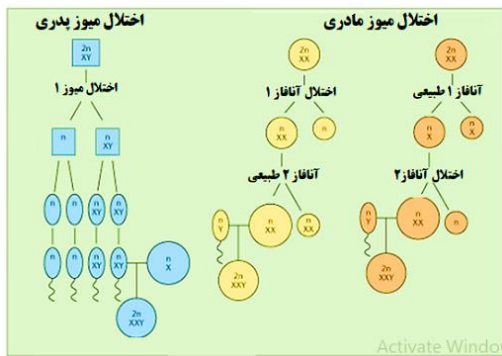 اختلال میوز پدری
2n
XY
اختلال میوز ۱
n
n
XY
n
n
n
XY
n
XY
n
n
n
XY
n
XY
n
X
2n
XXY
اختلال میوز مادری
2n
XX
اختلال آنافاز ۱
n
XX
n
آنافاز ۲ طبیعی
n
Y
n
XX
n
XX
2n
XXY
2n
XX
آنافاز ۱ طبیعی
n
X
n
X
اختلال آنافاز۲
n
Y
n
XX
n
2n
XXY
Activate Window